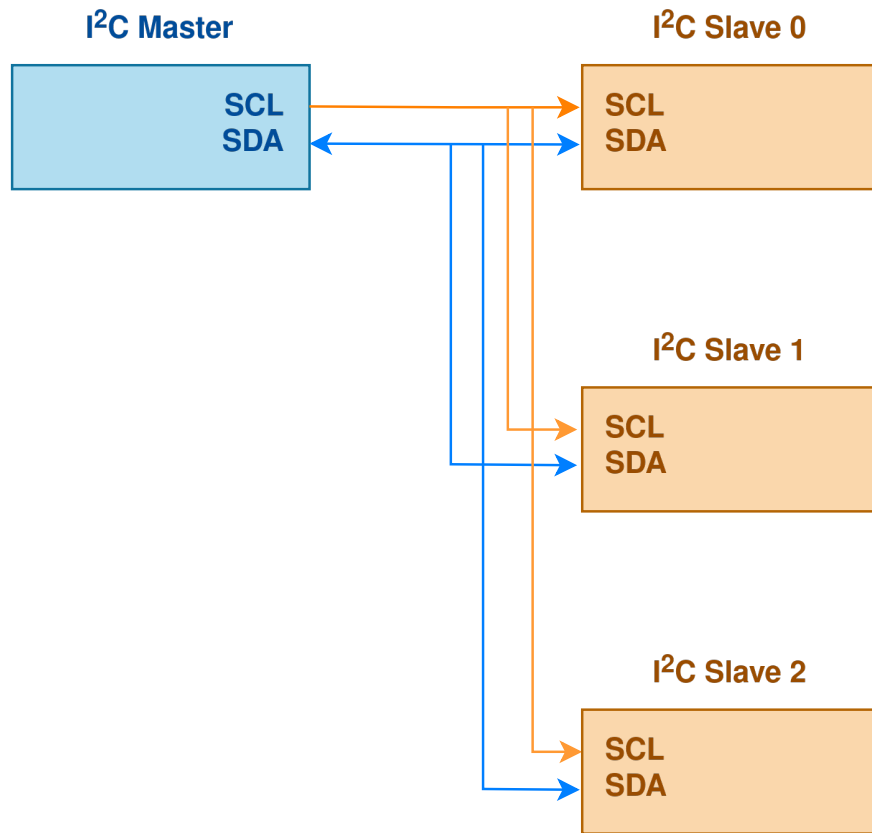 I²C Master
SCL
SDA
I²C Slave 0
SCL
SDA
I²C Slave 1
SCL
SDA
I²C Slave 2
SCL
SDA